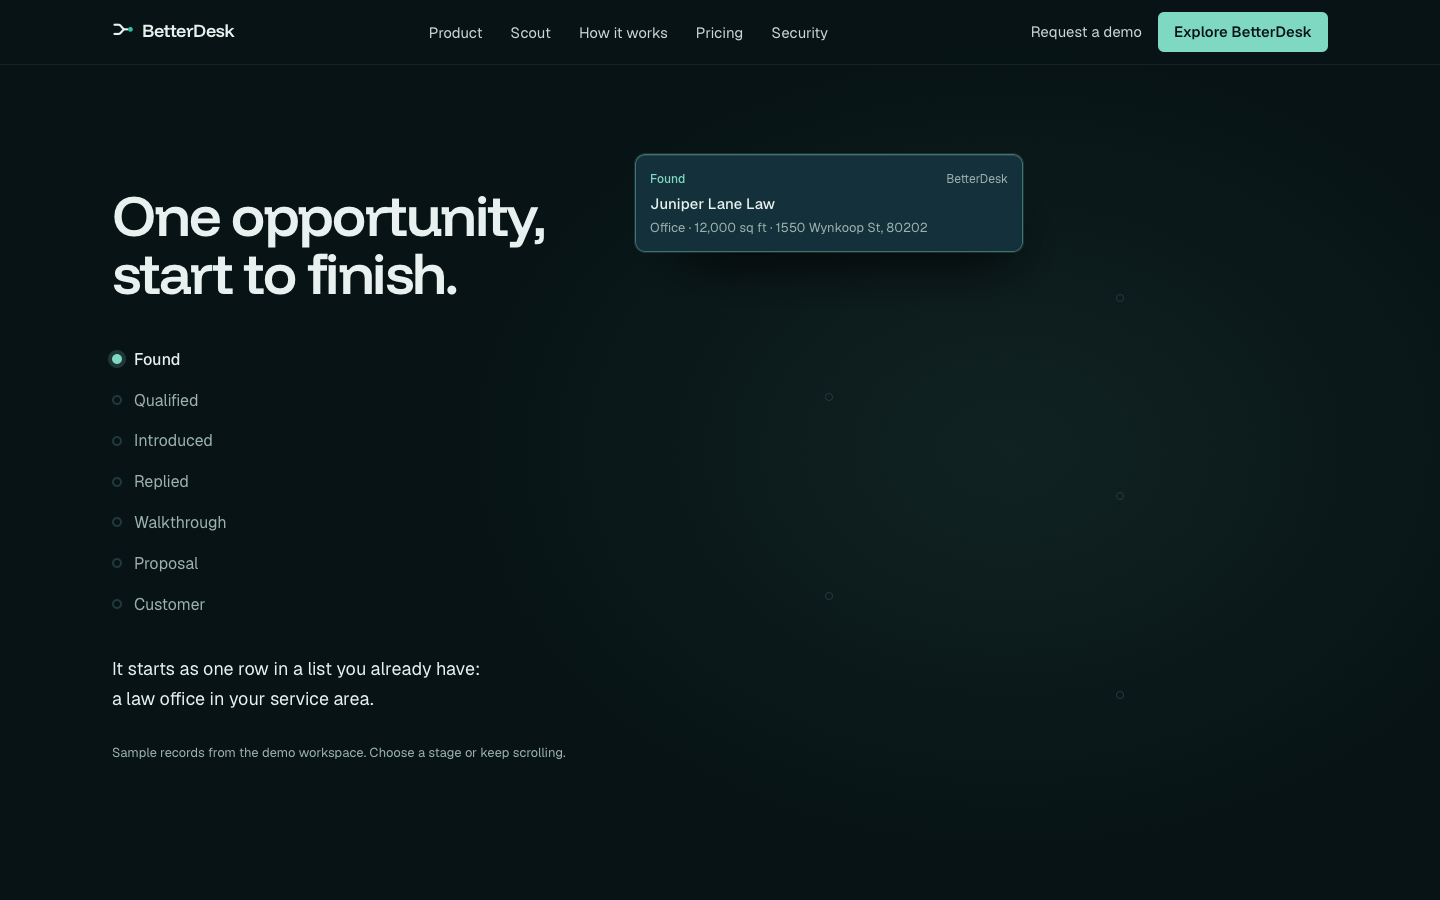 BetterDesk
Product
Scout
How it works
Pricing
Security
Request a demo
Explore BetterDesk
One opportunity,
start to finish.
Found
Qualified
Introduced
Replied
Walkthrough
Proposal
Customer
It starts as one row in a list you already have:
a law office in your service area.
Sample records from the demo workspace. Choose a stage or keep scrolling.
Found
BetterDesk
Juniper Lane Law
Office · 12,000 sq ft · 1550 Wynkoop St, 80202